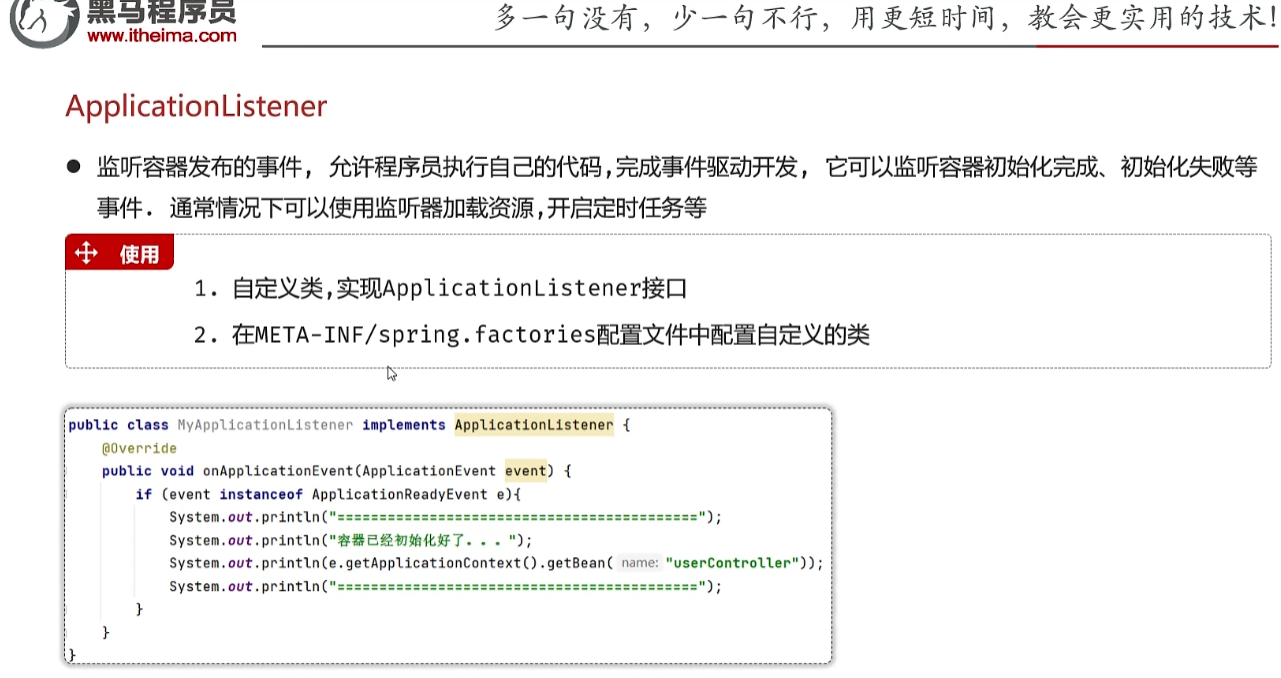 黑马程序员
www.itheima.com
多一句没有，少一句不行，用更短时间，教会更实用的技术！
ApplicationListener
● 监听容器发布的事件, 允许程序员执行自己的代码,完成事件驱动开发, 它可以监听容器初始化完成、初始化失败等
事件. 通常情况下可以使用监听器加载资源,开启定时任务等
使用
1. 自定义类,实现ApplicationListener接口
2. 在META-INF/spring.factories配置文件中配置自定义的类
public class MyApplicationListener implements ApplicationListener {
@Override
public void onApplicationEvent(ApplicationEvent event) {
if (event instanceof ApplicationReadyEvent e){
System.out.println("===========================================");
System.out.println("容器已经初始化好了...");
System.out.println(e.getApplicationContext().getBean( name: "userController"));
System.out.println("===========================================");
}
}
}